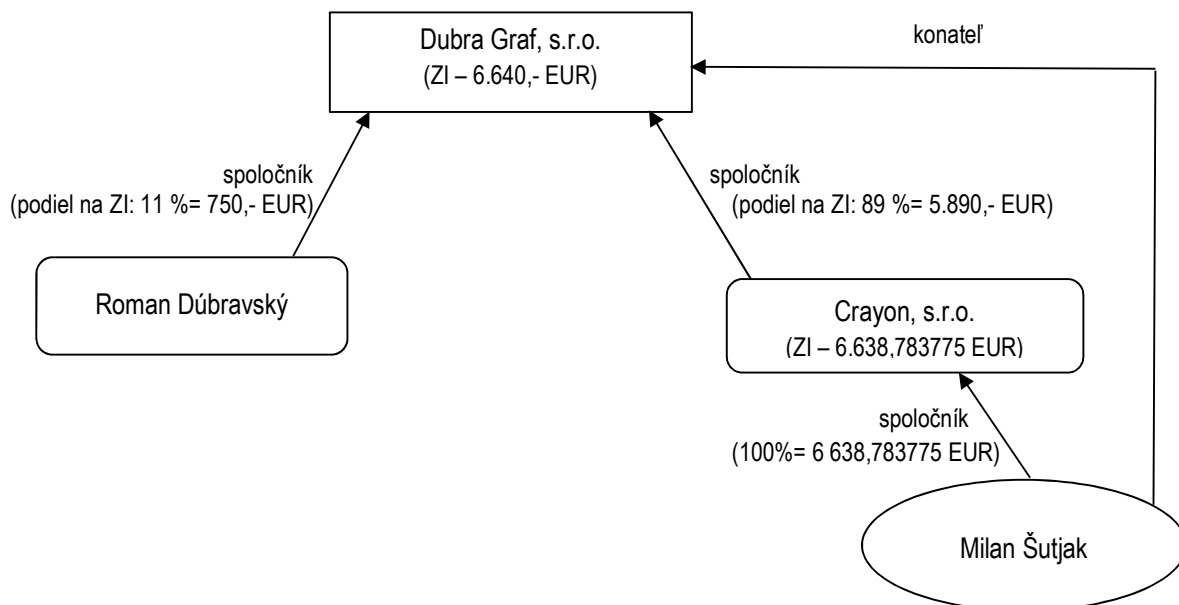 Dubra Graf, s.r.o.
(ZI – 6.640,- EUR)
konateľ
spoločník
(podiel na ZI: 11 %= 750,- EUR)
spoločník
(podiel na ZI: 89 %= 5.890,- EUR)
Roman Dúbravský
Crayon, s.r.o.
(ZI – 6.638,783775 EUR)
spoločník
(100%= 6 638,783775 EUR)
Milan Šutjak